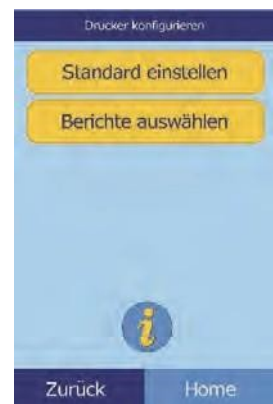 Drucker konfigurieren
Standard einstellen
Berichte auswählen
i
Zurück Home